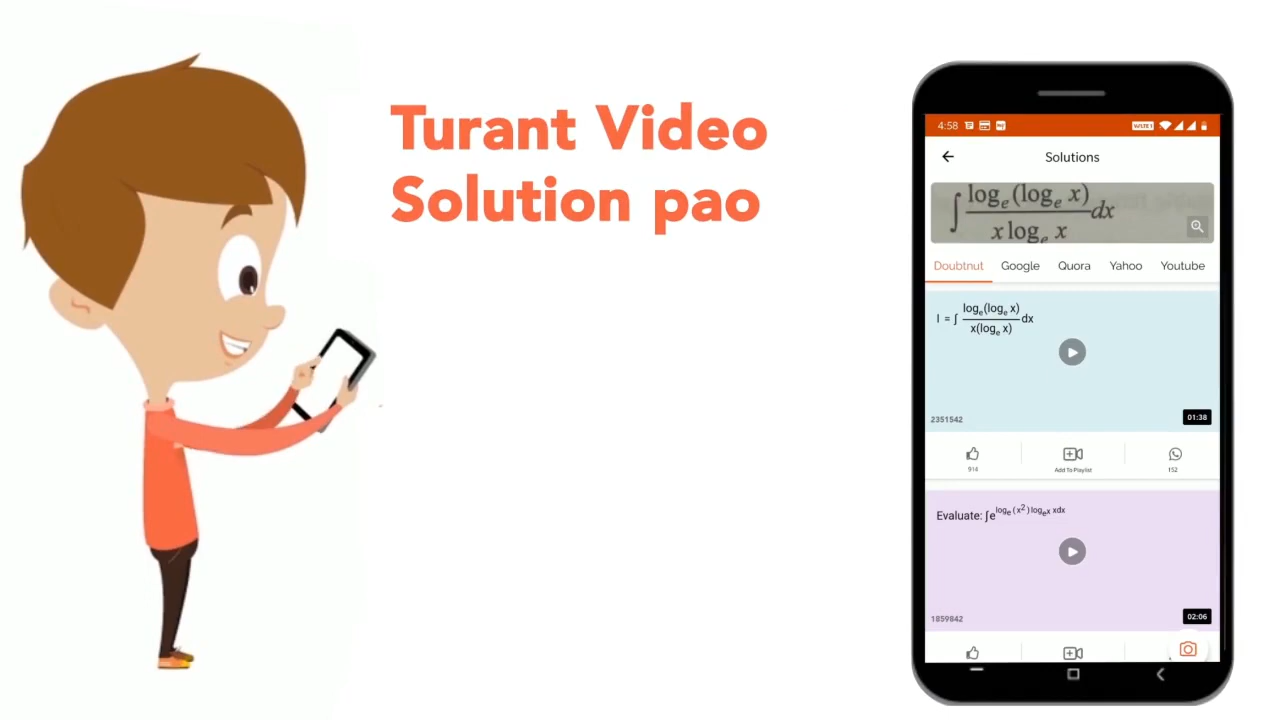 Turant Video
Solution pao
4:58
VoLTE1
Solutions
∫ logₑ(logₑ x) / x logₑ x dx
Doubtnut Google Quora Yahoo Youtube
I = ∫ logₑ(logₑ x) / x(logₑ x) dx
2351542
01:38
914
Add To Playlist
152
Evaluate: ∫e^logₑ(x²)logₑx xdx
1859842
02:06